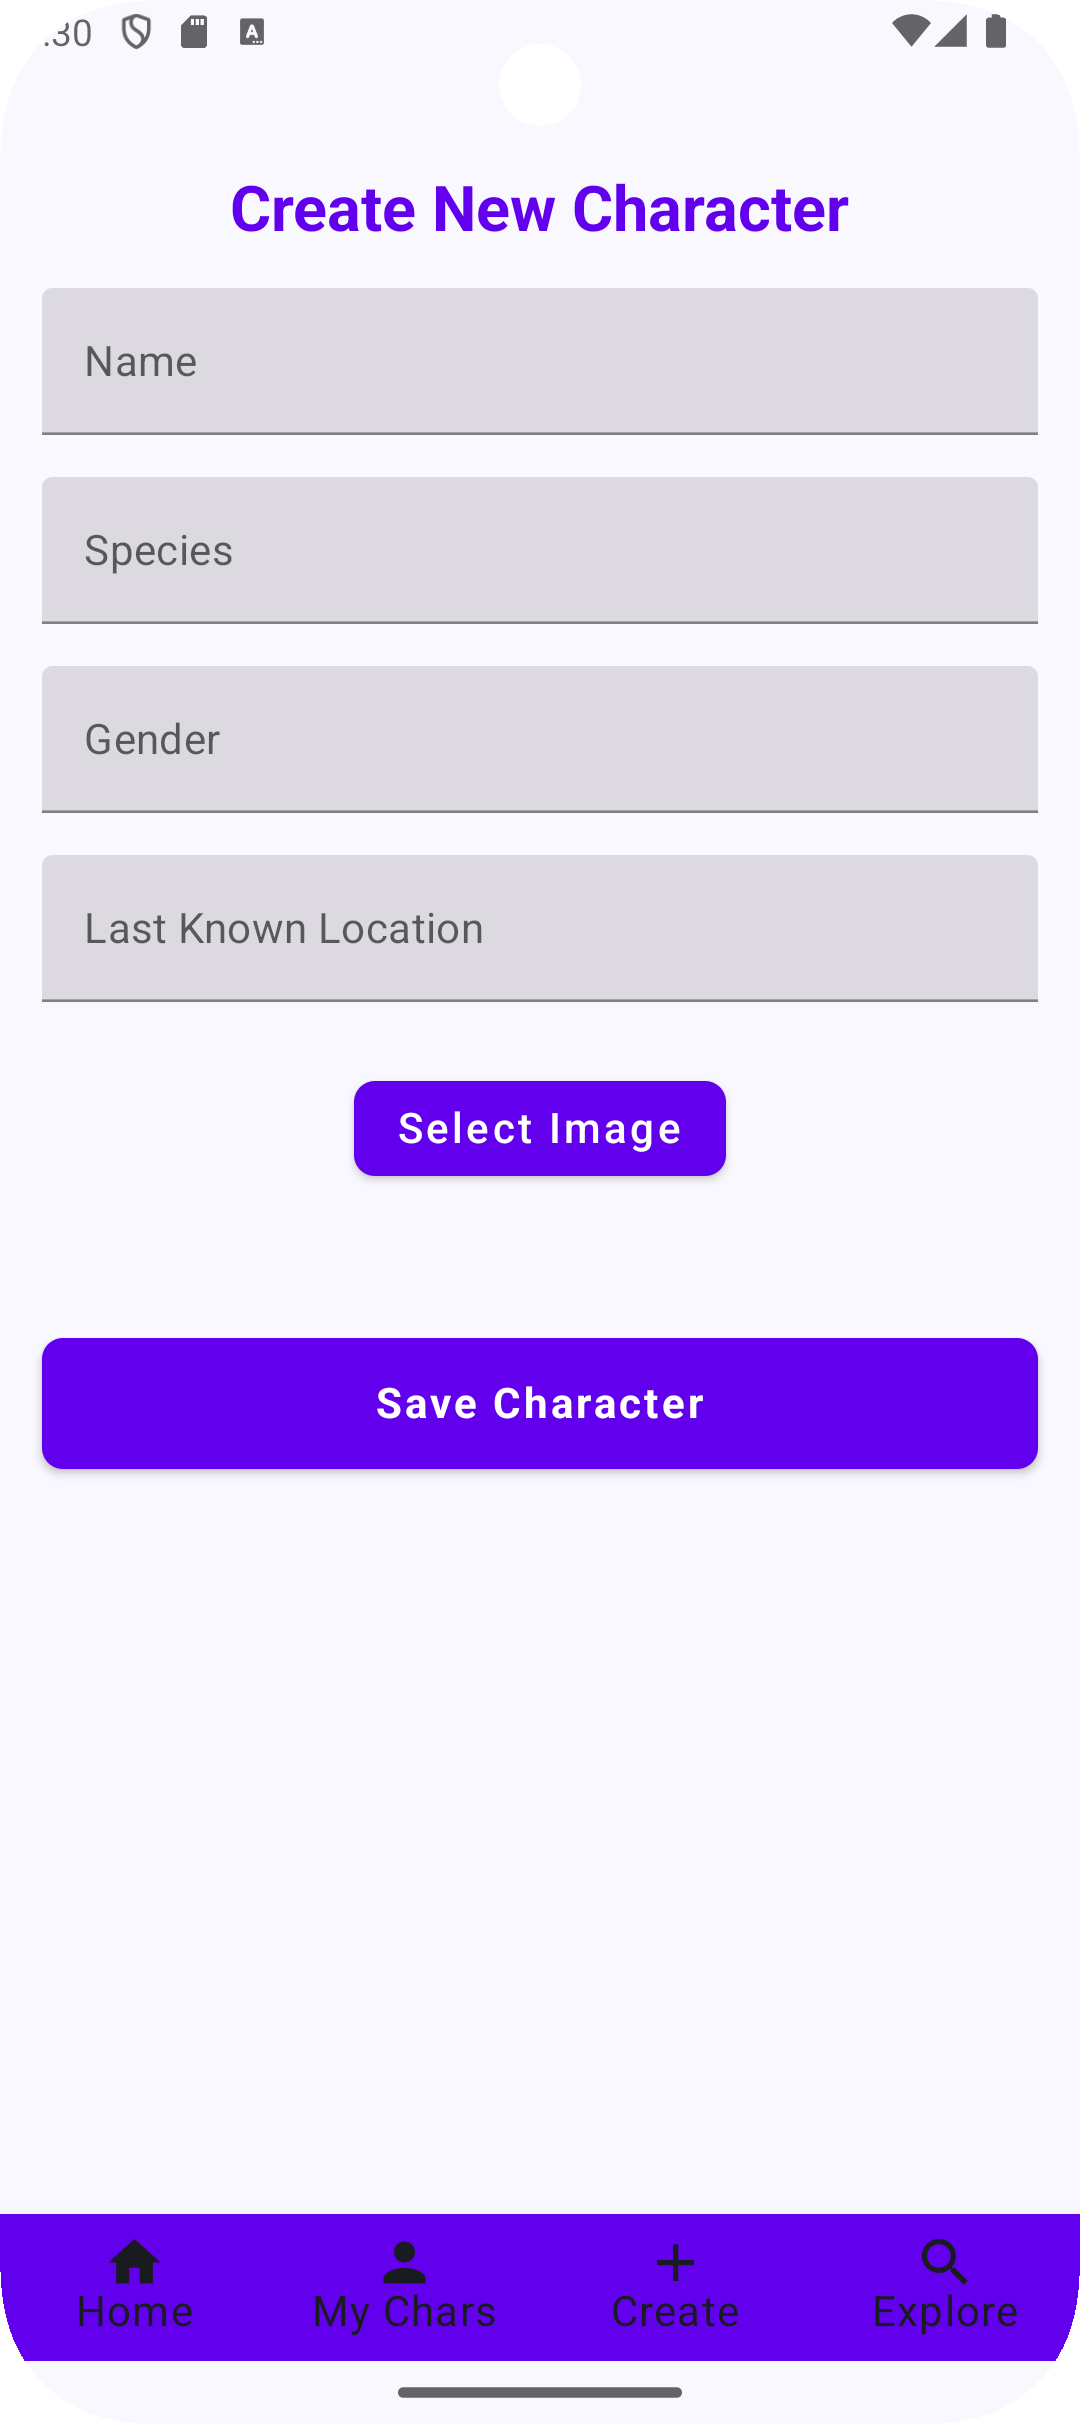 :30
Create New Character
Name
Species
Gender
Last Known Location
Select Image
Save Character
Home
My Chars
Create
Explore